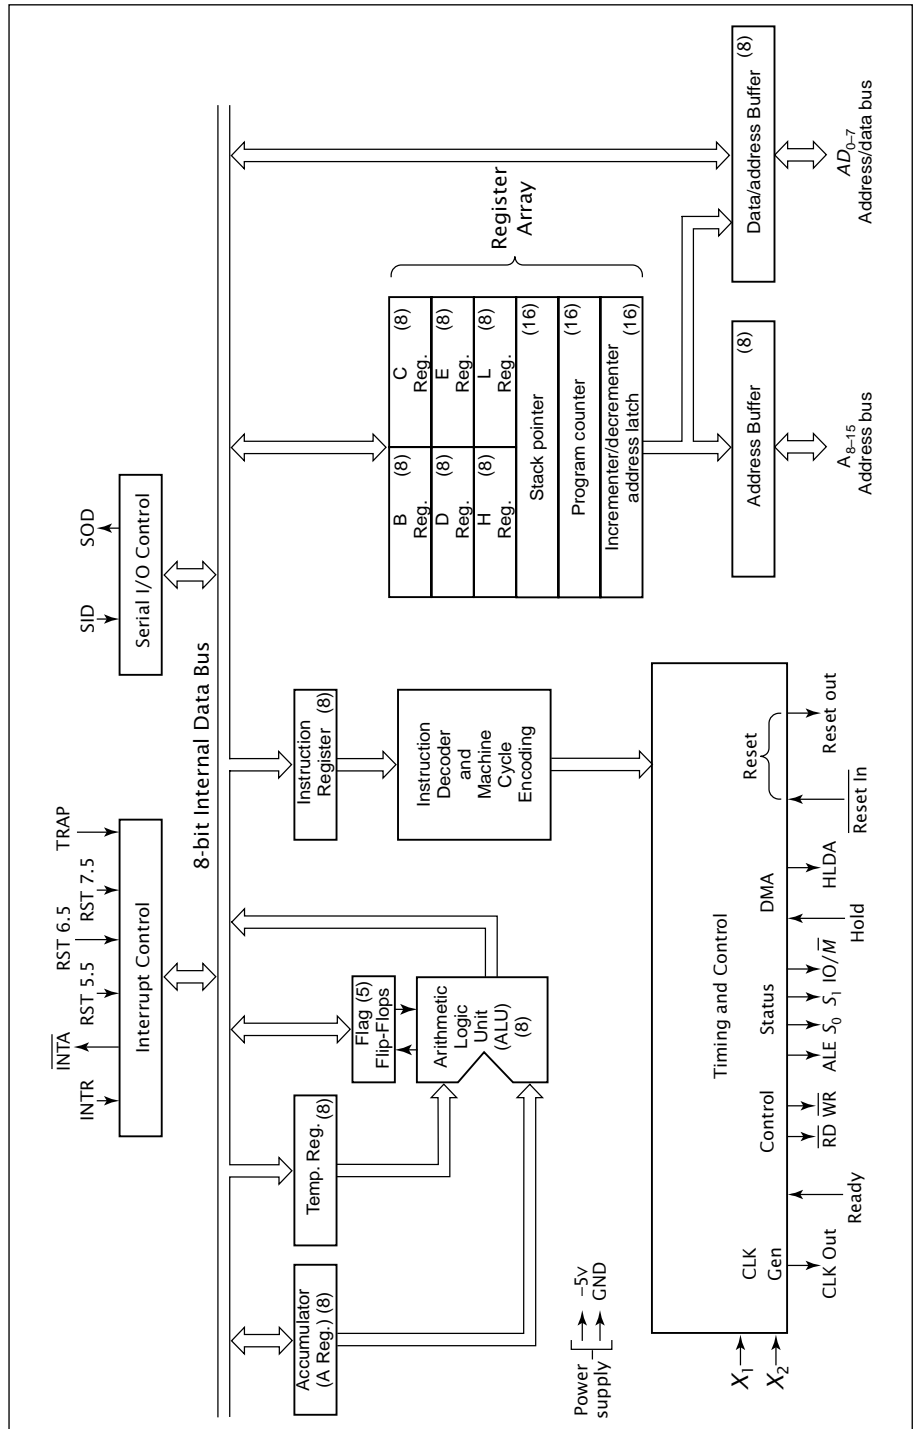 INTR
INTA
RST 5.5
RST 6.5
RST 7.5
TRAP
SID
SOD
Interrupt Control
Serial I/O Control
8-bit Internal Data Bus
Accumulator
(A Reg.) (8)
Temp. Reg.
(8)
Flag (5)
Flip-Flops
Arithmetic
Logic
Unit
(ALU)
(8)
Instruction
Register (8)
Instruction
Decoder
and
Machine
Cycle
Encoding
B
Reg.
(8)
C
Reg.
(8)
D
Reg.
(8)
E
Reg.
(8)
H
Reg.
(8)
L
Reg.
(8)
Stack pointer
(16)
Program counter
(16)
Incrementer/decrementer
address latch
(16)
Register
Array
Power
supply
–5v
GND
X1
X2
Timing and Control
CLK
Gen
Control
Status
DMA
Reset
CLK Out
Ready
RD
WR
ALE
S0
S1
IO/M
Hold
HLDA
Reset In
Reset out
Address Buffer
(8)
Data/address Buffer
(8)
A8–15
Address bus
AD0–7
Address/data bus